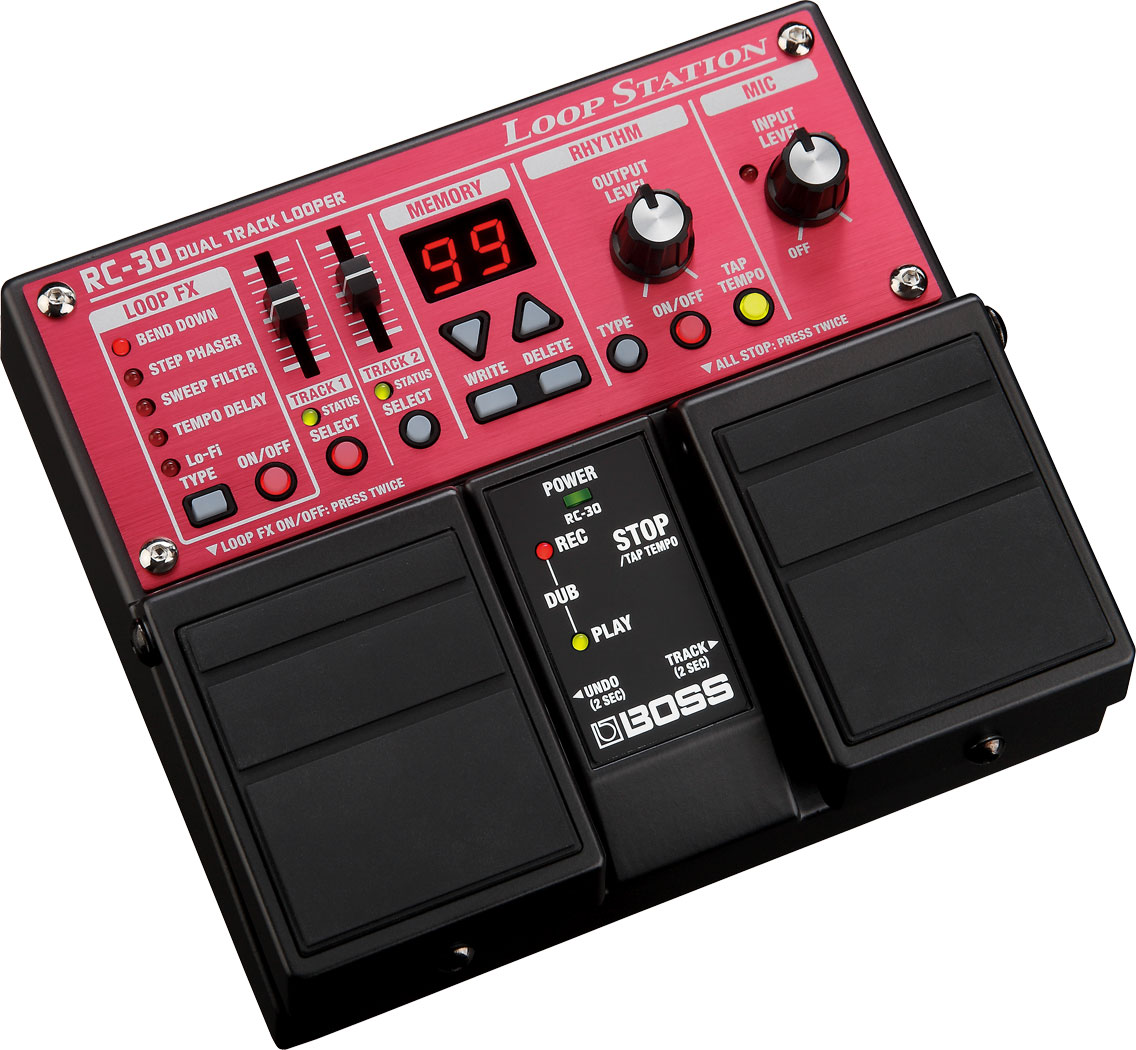 LOOP STATION
RC-30 DUAL TRACK LOOPER
LOOP FX
BEND DOWN
STEP PHASER
SWEEP FILTER
TEMPO DELAY
Lo-Fi
TYPE
ON/OFF
▼LOOP FX ON/OFF: PRESS TWICE
TRACK 1
STATUS
SELECT
TRACK 2
STATUS
SELECT
MEMORY
99
WRITE
DELETE
RHYTHM
OUTPUT
LEVEL
TYPE
ON/OFF
TAP
TEMPO
▼ALL STOP: PRESS TWICE
MIC
INPUT
LEVEL
OFF
POWER
RC-30
REC
DUB
PLAY
STOP
/TAP TEMPO
◀UNDO
(2 SEC)
TRACK▶
(2 SEC)
BOSS